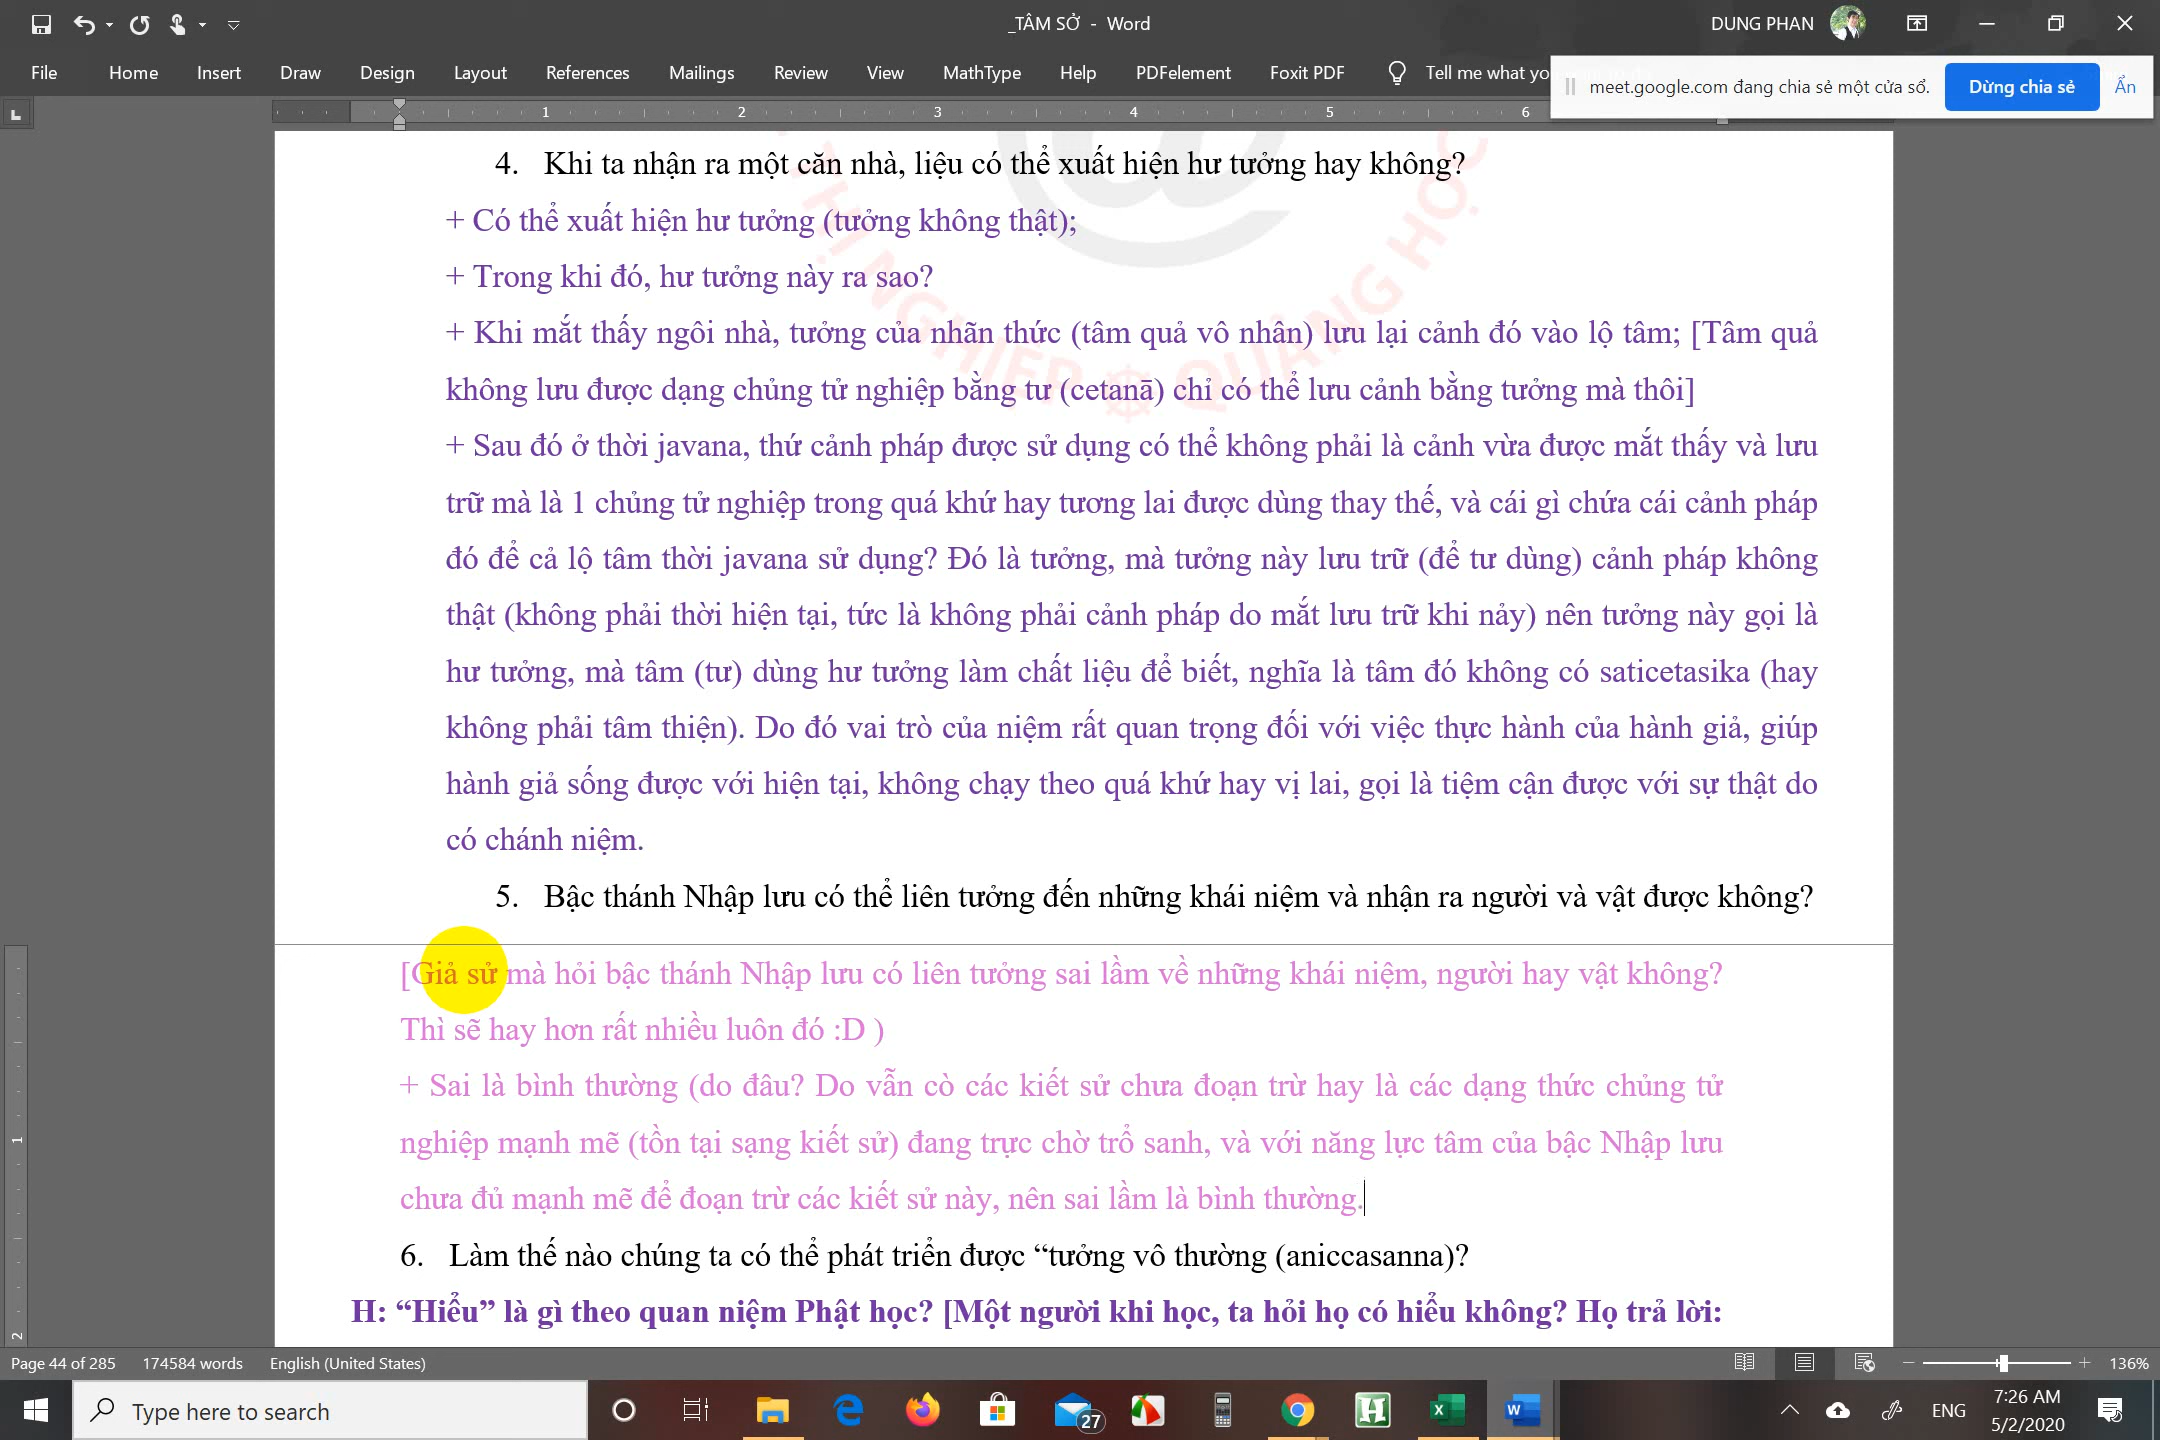 _TÂM SỞ - Word
DUNG PHAN
File Home Insert Draw Design Layout References Mailings Review View MathType Help PDFelement Foxit PDF Tell me what yo
meet.google.com đang chia sẻ một cửa sổ. Dừng chia sẻ Ẩn
1 2 3 4 5 6
4. Khi ta nhận ra một căn nhà, liệu có thể xuất hiện hư tưởng hay không?
+ Có thể xuất hiện hư tưởng (tưởng không thật);
+ Trong khi đó, hư tưởng này ra sao?
+ Khi mắt thấy ngôi nhà, tưởng của nhãn thức (tâm quả vô nhân) lưu lại cảnh đó vào lộ tâm; [Tâm quả
không lưu được dạng chủng tử nghiệp bằng tư (cetanā) chỉ có thể lưu cảnh bằng tưởng mà thôi]
+ Sau đó ở thời javana, thứ cảnh pháp được sử dụng có thể không phải là cảnh vừa được mắt thấy và lưu
trữ mà là 1 chủng tử nghiệp trong quá khứ hay tương lai được dùng thay thế, và cái gì chứa cái cảnh pháp
đó để cả lộ tâm thời javana sử dụng? Đó là tưởng, mà tưởng này lưu trữ (để tư dùng) cảnh pháp không
thật (không phải thời hiện tại, tức là không phải cảnh pháp do mắt lưu trữ khi nảy) nên tưởng này gọi là
hư tưởng, mà tâm (tư) dùng hư tưởng làm chất liệu để biết, nghĩa là tâm đó không có saticetasika (hay
không phải tâm thiện). Do đó vai trò của niệm rất quan trọng đối với việc thực hành của hành giả, giúp
hành giả sống được với hiện tại, không chạy theo quá khứ hay vị lai, gọi là tiệm cận được với sự thật do
có chánh niệm.
5. Bậc thánh Nhập lưu có thể liên tưởng đến những khái niệm và nhận ra người và vật được không?
[Giả sử mà hỏi bậc thánh Nhập lưu có liên tưởng sai lầm về những khái niệm, người hay vật không?
Thì sẽ hay hơn rất nhiều luôn đó :D )
+ Sai là bình thường (do đâu? Do vẫn cò các kiết sử chưa đoạn trừ hay là các dạng thức chủng tử
nghiệp mạnh mẽ (tồn tại sạng kiết sử) đang trực chờ trổ sanh, và với năng lực tâm của bậc Nhập lưu
chưa đủ mạnh mẽ để đoạn trừ các kiết sử này, nên sai lầm là bình thường.
6. Làm thế nào chúng ta có thể phát triển được “tưởng vô thường (aniccasanna)?
H: “Hiểu” là gì theo quan niệm Phật học? [Một người khi học, ta hỏi họ có hiểu không? Họ trả lời:
THỊ NGHIỆP QUẢNG HỌC
1
2
Page 44 of 285 174584 words English (United States) 136%
Type here to search
27
ENG
7:26 AM
5/2/2020